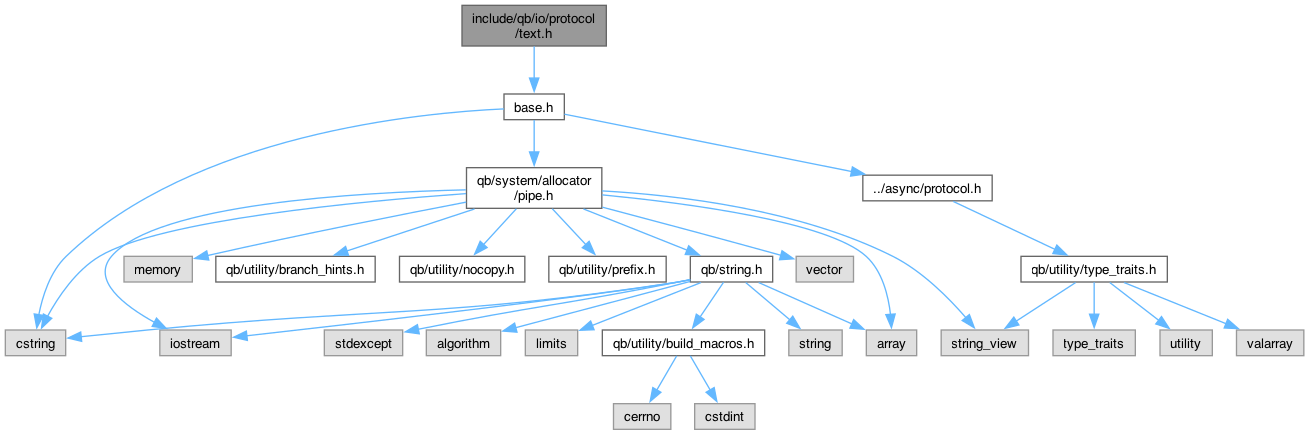 include/qb/io/protocol
/text.h
base.h
qb/system/allocator
/pipe.h
../async/protocol.h
memory
qb/utility/branch_hints.h
qb/utility/nocopy.h
qb/utility/prefix.h
qb/string.h
vector
qb/utility/type_traits.h
cstring
iostream
stdexcept
algorithm
limits
qb/utility/build_macros.h
string
array
string_view
type_traits
utility
valarray
cerrno
cstdint